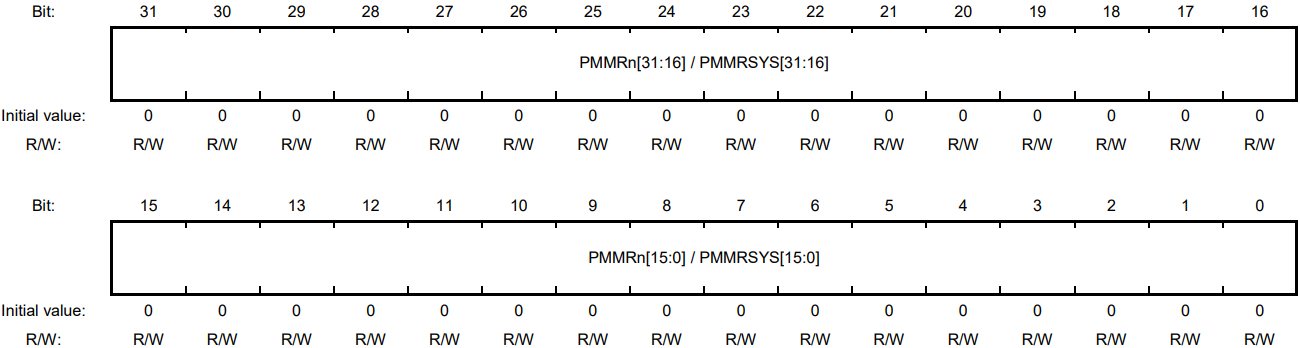 Bit: 31 30 29 28 27 26 25 24 23 22 21 20 19 18 17 16
PMMRn[31:16] / PMMRSYS[31:16]
Initial value: 0 0 0 0 0 0 0 0 0 0 0 0 0 0 0 0
R/W: R/W R/W R/W R/W R/W R/W R/W R/W R/W R/W R/W R/W R/W R/W R/W R/W
Bit: 15 14 13 12 11 10 9 8 7 6 5 4 3 2 1 0
PMMRn[15:0] / PMMRSYS[15:0]
Initial value: 0 0 0 0 0 0 0 0 0 0 0 0 0 0 0 0
R/W: R/W R/W R/W R/W R/W R/W R/W R/W R/W R/W R/W R/W R/W R/W R/W R/W